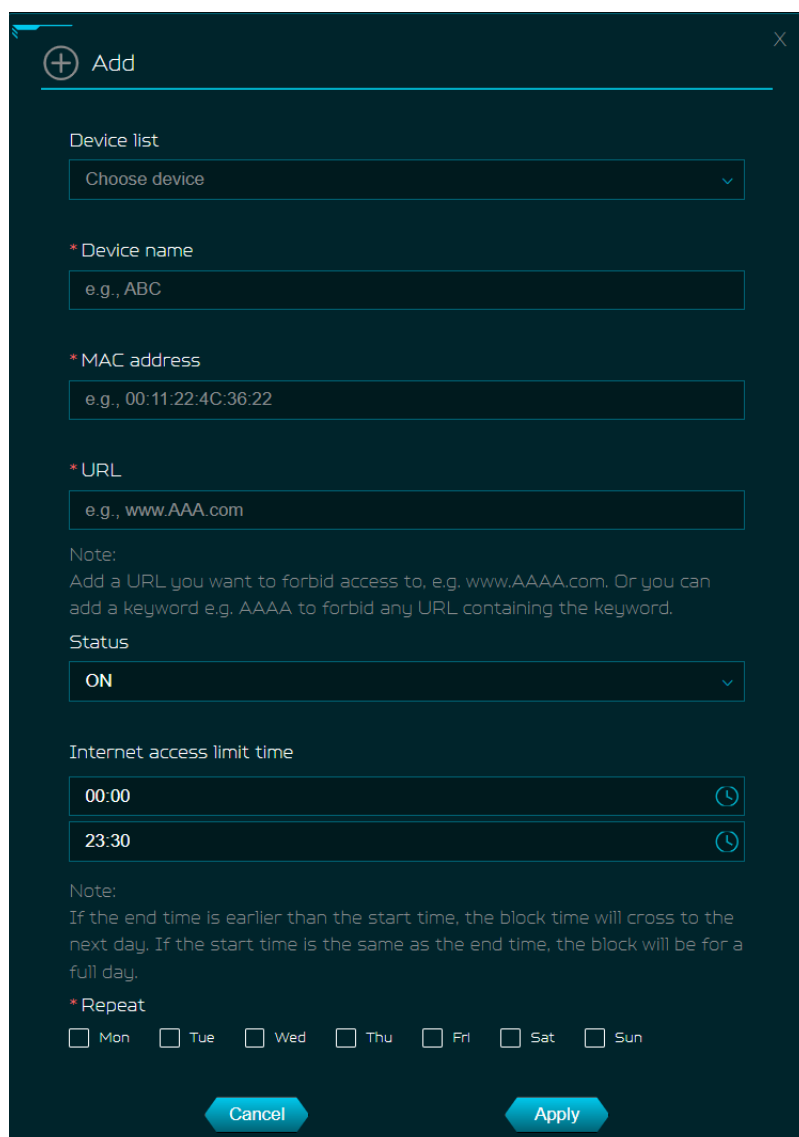 X
Add
Device list
Choose device
* Device name
e.g., ABC
* MAC address
e.g., 00:11:22:4C:36:22
* URL
e.g., www.AAA.com
Note:
Add a URL you want to forbid access to, e.g. www.AAAA.com. Or you can
add a keyword e.g. AAAA to forbid any URL containing the keyword.
Status
ON
Internet access limit time
00:00
23:30
Note:
If the end time is earlier than the start time, the block time will cross to the
next day. If the start time is the same as the end time, the block will be for a
full day.
* Repeat
Mon Tue Wed Thu Fri Sat Sun
Cancel Apply